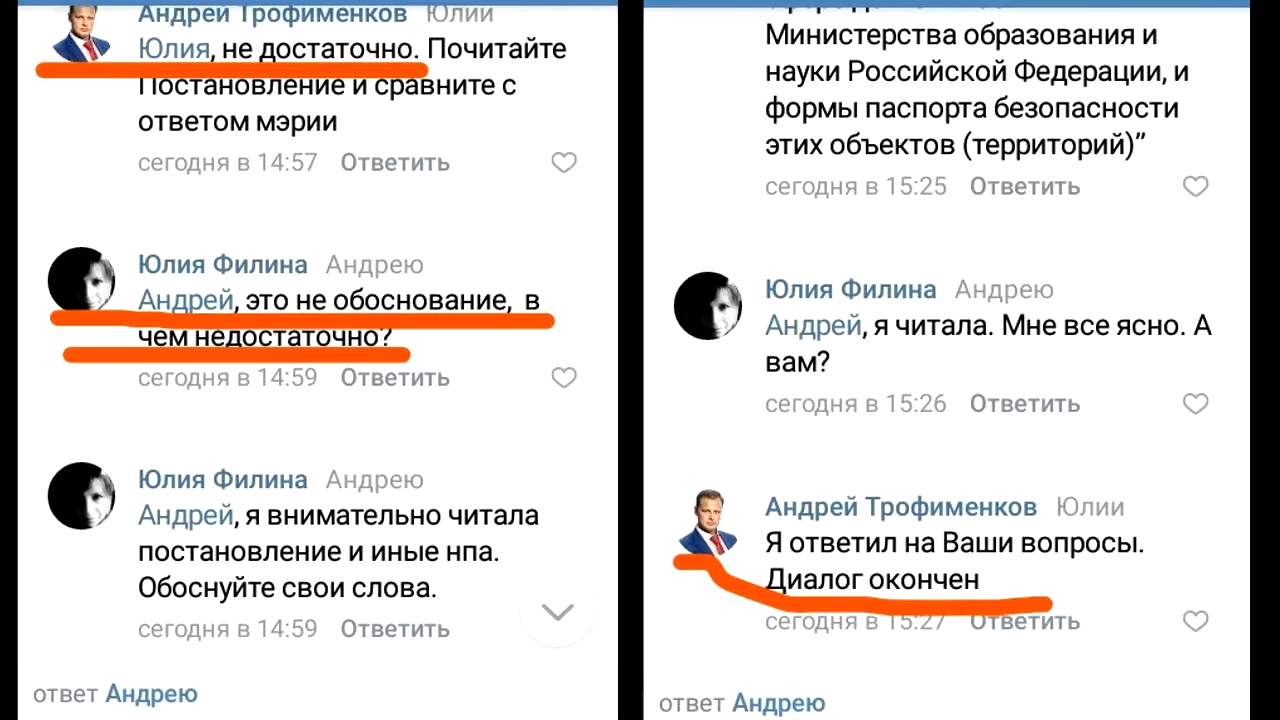 Андрей Трофименков Юлии
Юлия, не достаточно. Почитайте
Постановление и сравните с
ответом мэрии
сегодня в 14:57 Ответить
Юлия Филина Андрею
Андрей, это не обоснование, в
чем недостаточно?
сегодня в 14:59 Ответить
Юлия Филина Андрею
Андрей, я внимательно читала
постановление и иные нпа.
Обоснуйте свои слова.
сегодня в 14:59 Ответить
ответ Андрею
Министерства образования и
науки Российской Федерации, и
формы паспорта безопасности
этих объектов (территорий)”
сегодня в 15:25 Ответить
Юлия Филина Андрею
Андрей, я читала. Мне все ясно. А
вам?
сегодня в 15:26 Ответить
Андрей Трофименков Юлии
Я ответил на Ваши вопросы.
Диалог окончен
сегодня в 15:27 Ответить
ответ Андрею